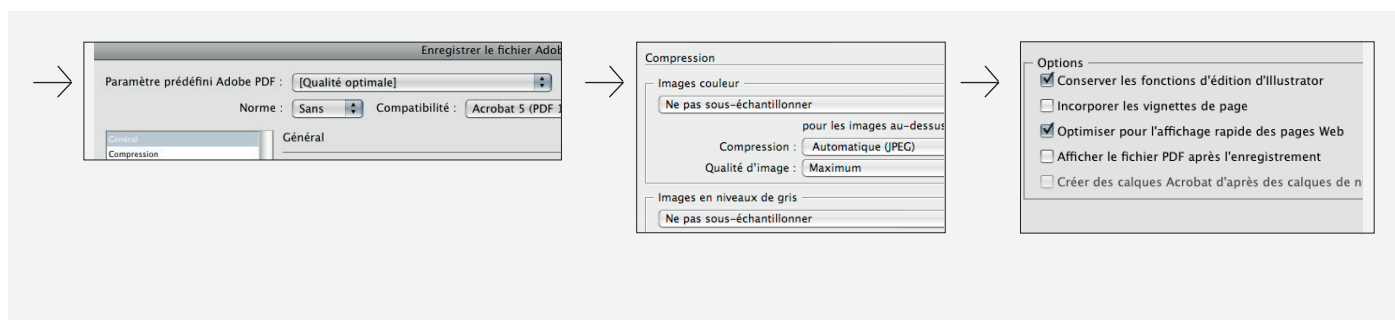 Enregistrer le fichier Adob
Paramètre prédéfini Adobe PDF : [Qualité optimale]
Norme : Sans Compatibilité : Acrobat 5 (PDF 1
Général
Compression
Général
Compression
Images couleur
Ne pas sous-échantillonner
pour les images au-dessus
Compression : Automatique (JPEG)
Qualité d'image : Maximum
Images en niveaux de gris
Ne pas sous-échantillonner
Options
Conserver les fonctions d'édition d'Illustrator
Incorporer les vignettes de page
Optimiser pour l'affichage rapide des pages Web
Afficher le fichier PDF après l'enregistrement
Créer des calques Acrobat d'après des calques de n